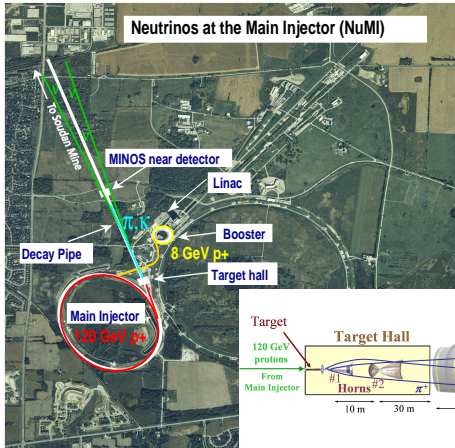 Neutrinos at the Main Injector (NuMI)
To Soudan Mine
MINOS near detector
Linac
π,κ
Booster
Decay Pipe
8 GeV p+
Target hall
Main Injector
120 GeV p+
Target
Target Hall
120 GeV
protons
From
Main Injector
#1
#2
Horns
π+
10 m
30 m